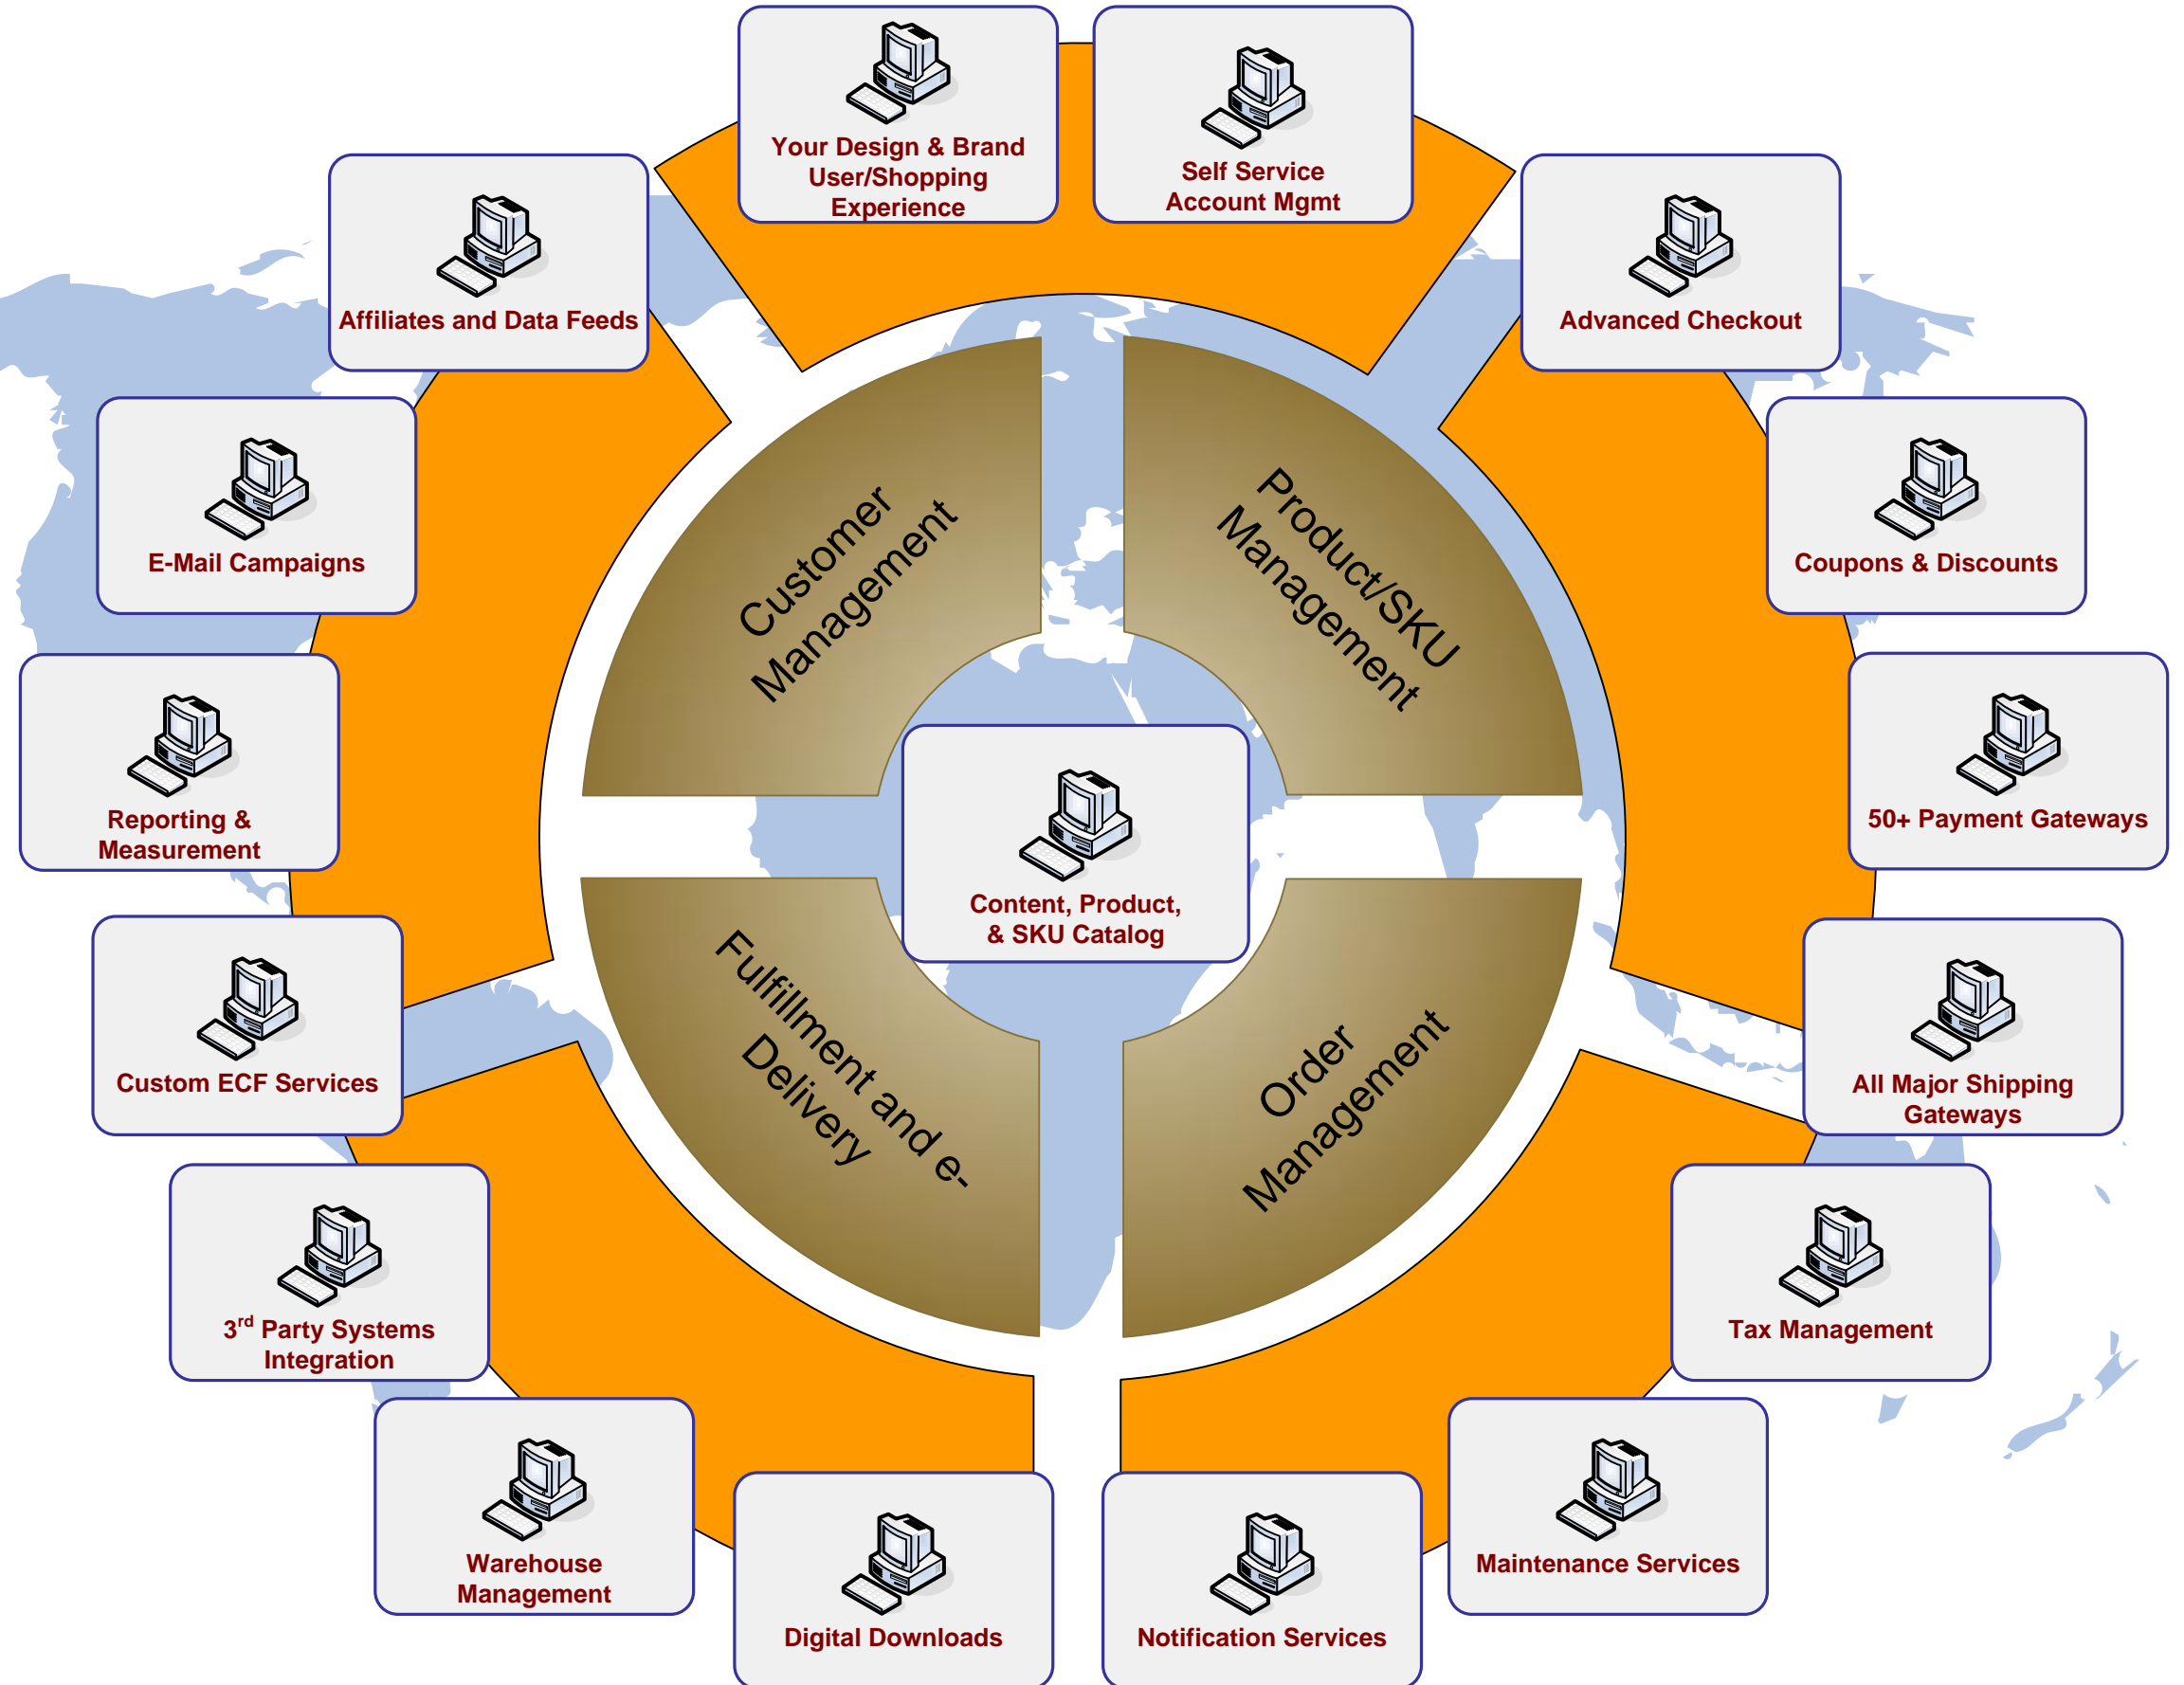 Your Design & Brand
User/Shopping
Experience
Self Service
Account Mgmt
Affiliates and Data Feeds
Advanced Checkout
E-Mail Campaigns
Coupons & Discounts
Customer
Management
Product/SKU
Management
Reporting &
Measurement
50+ Payment Gateways
Content, Product,
& SKU Catalog
Custom ECF Services
All Major Shipping
Gateways
Fulfillment and e-
Delivery
Order
Management
3rd Party Systems
Integration
Tax Management
Warehouse
Management
Maintenance Services
Digital Downloads
Notification Services